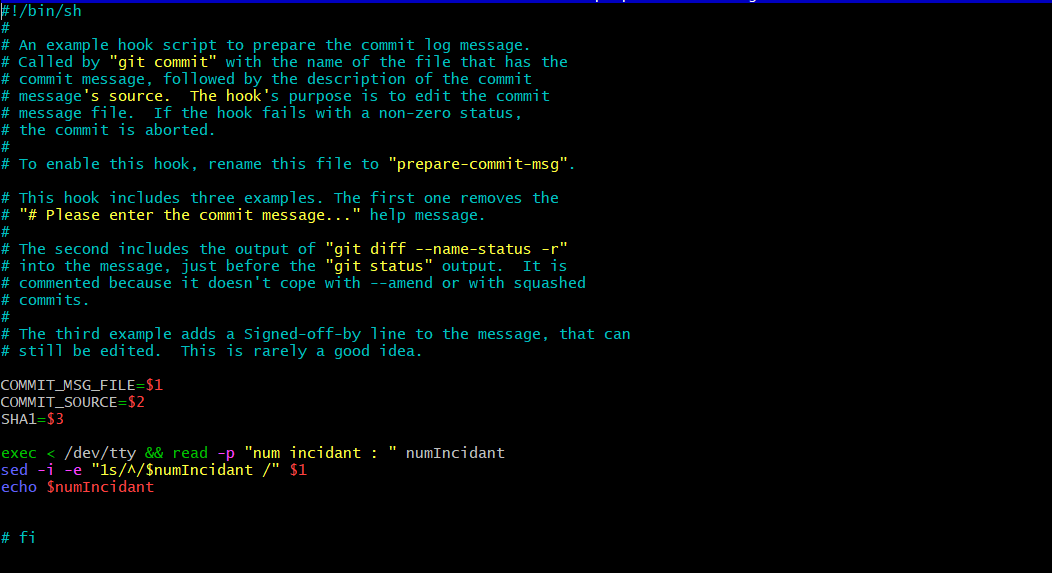 #!/bin/sh
#
# An example hook script to prepare the commit log message.
# Called by "git commit" with the name of the file that has the
# commit message, followed by the description of the commit
# message's source.  The hook's purpose is to edit the commit
# message file.  If the hook fails with a non-zero status,
# the commit is aborted.
#
# To enable this hook, rename this file to "prepare-commit-msg".

# This hook includes three examples. The first one removes the
# "# Please enter the commit message..." help message.
#
# The second includes the output of "git diff --name-status -r"
# into the message, just before the "git status" output.  It is
# commented because it doesn't cope with --amend or with squashed
# commits.
#
# The third example adds a Signed-off-by line to the message, that can
# still be edited.  This is rarely a good idea.

COMMIT_MSG_FILE=$1
COMMIT_SOURCE=$2
SHA1=$3

exec < /dev/tty && read -p "num incidant : " numIncidant
sed -i -e "1s/^/$numIncidant /" $1
echo $numIncidant


# fi